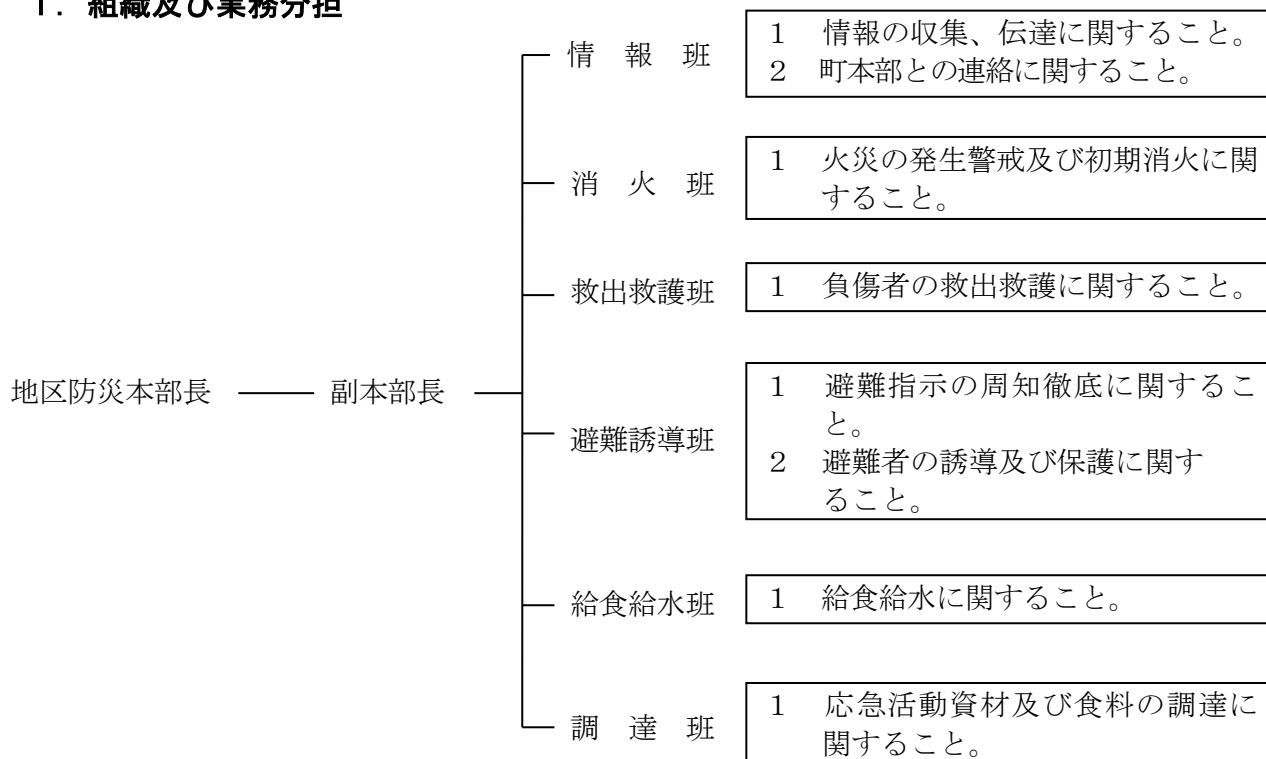 1．組織及び業務分担
情　報　班
1　情報の収集、伝達に関すること。
2　町本部との連絡に関すること。
消　火　班
1　火災の発生警戒及び初期消火に関
すること。
救出救護班
1　負傷者の救出救護に関すること。
地区防災本部長　副本部長
避難誘導班
1　避難指示の周知徹底に関するこ
と。
2　避難者の誘導及び保護に関す
ること。
給食給水班
1　給食給水に関すること。
調　達　班
1　応急活動資材及び食料の調達に
関すること。